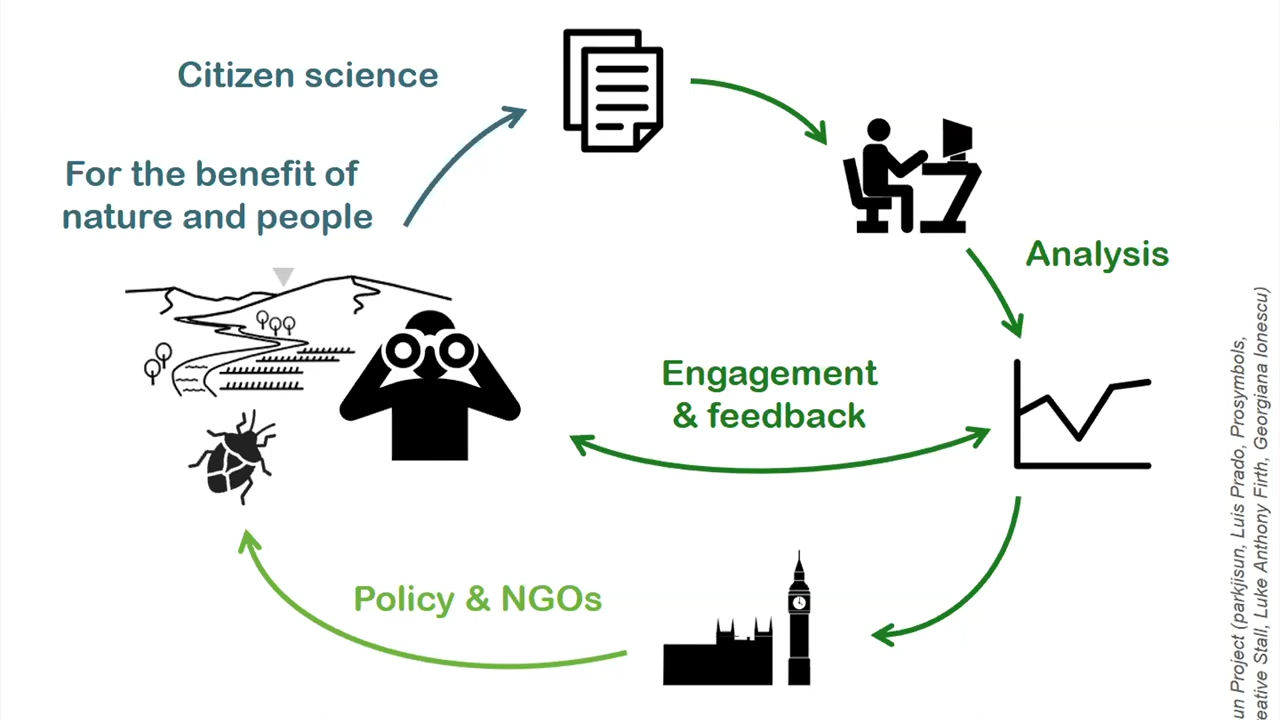 Citizen science
For the benefit of
nature and people
Analysis
Engagement
& feedback
Policy & NGOs
un Project (parkjisun, Luis Prado, Prosymbols,
eative Stall, Luke Anthony Firth, Georgiana Ionescu)